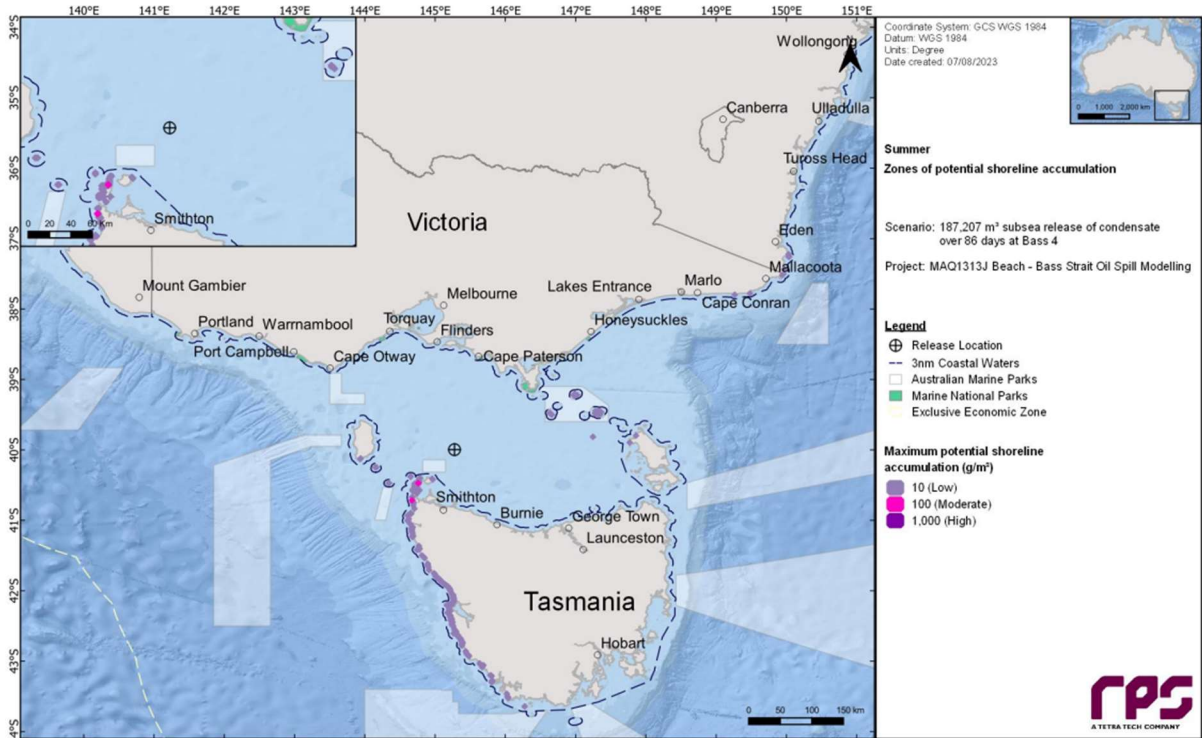 140°E 141°E 142°E 143°E 144°E 145°E 146°E 147°E 148°E 149°E 150°E 151°E
34°S
35°S
36°S
37°S
38°S
39°S
40°S
41°S
42°S
43°S
44°S
Smithton
0 20 40 60 Km
Wollongong
Canberra
Ulladulla
Tuross Head
Victoria
Eden
Mallacoota
Mount Gambier
Melbourne
Lakes Entrance
Marlo
Cape Conran
Portland
Warrnambool
Torquay
Flinders
Honeysuckles
Port Campbell
Cape Otway
Cape Paterson
Smithton
Burnie
George Town
Launceston
Tasmania
Hobart
0 50 100 150 km
Coordinate System: GCS WGS 1984
Datum: WGS 1984
Units: Degree
Date created: 07/08/2023
0 1,000 2,000 km
Summer
Zones of potential shoreline accumulation
Scenario: 187,207 m³ subsea release of condensate
over 86 days at Bass 4
Project: MAQ1313J Beach - Bass Strait Oil Spill Modelling
Legend
Release Location
3nm Coastal Waters
Australian Marine Parks
Marine National Parks
Exclusive Economic Zone
Maximum potential shoreline
accumulation (g/m²)
10 (Low)
100 (Moderate)
1,000 (High)
rps
A TETRA TECH COMPANY